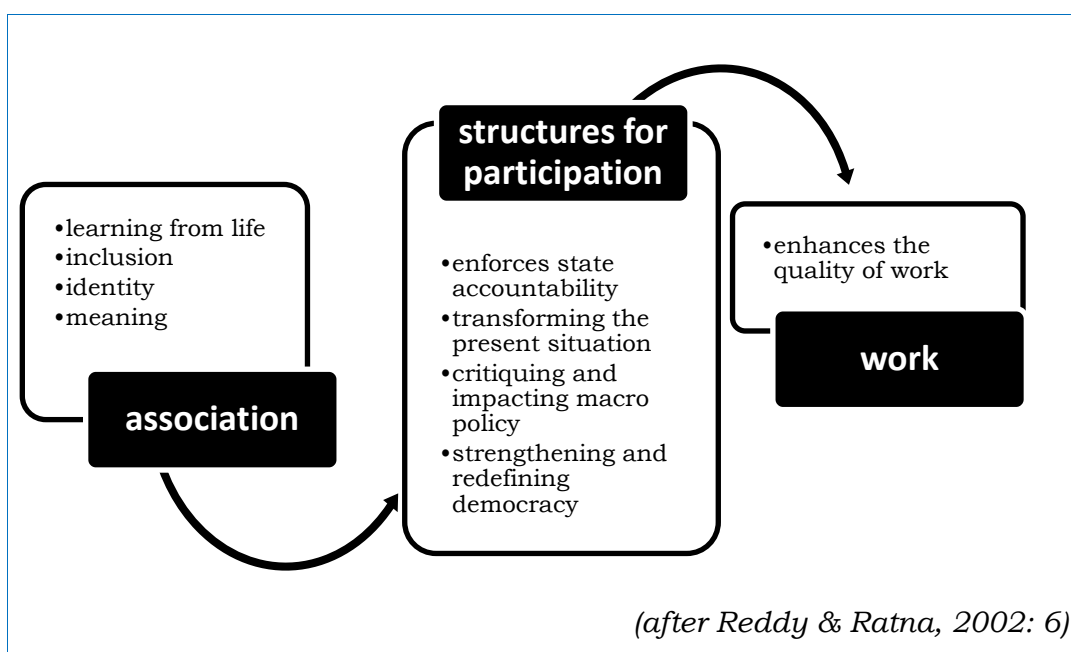 •learning from life
•inclusion
•identity
•meaning
association
structures for
participation
•enforces state
accountability
•transforming the
present situation
•critiquing and
impacting macro
policy
•strengthening and
redefining
democracy
•enhances the
quality of work
work
(after Reddy & Ratna, 2002: 6)